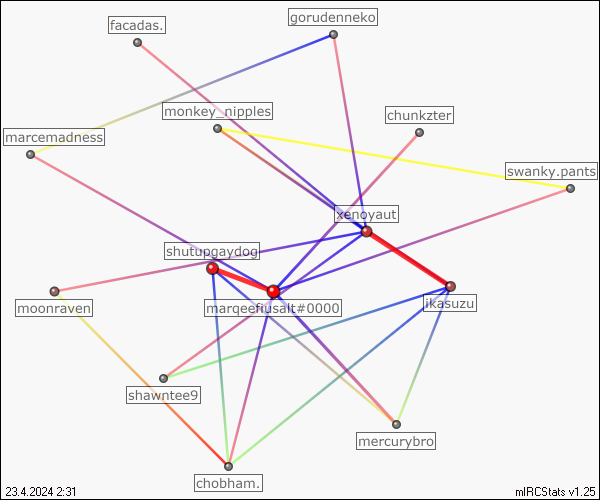 gorudenneko
facadas.
monkey_nipples
chunkzter
marcemadness
swanky.pants
xenoyaut
shutupgaydog
marqeefiusalt#0000
ikasuzu
moonraven
shawntee9
mercurybro
chobham.
23.4.2024 2:31
mIRCStats v1.25